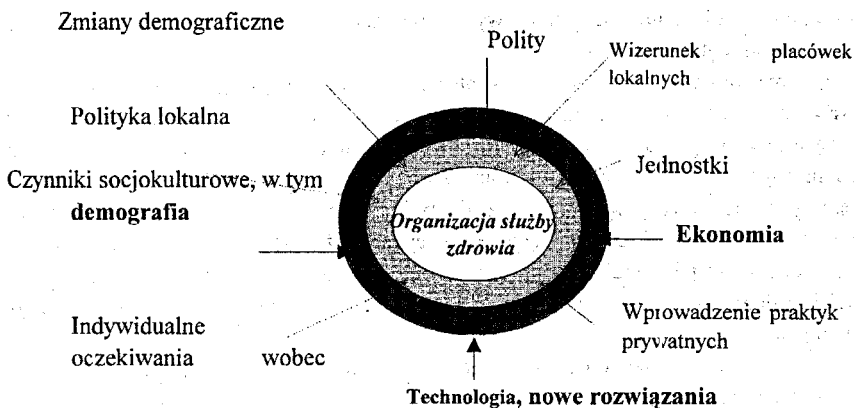 Zmiany demograficzne
Polity
Wizerunek placówek
lokalnych
Polityka lokalna
Jednostki
Czynniki socjokulturowe, w tym
demografia
Organizacja służby
zdrowia
Ekonomia
Indywidualne
oczekiwania wobec
Wprowadzenie praktyk
prywatnych
Technologia, nowe rozwiązania